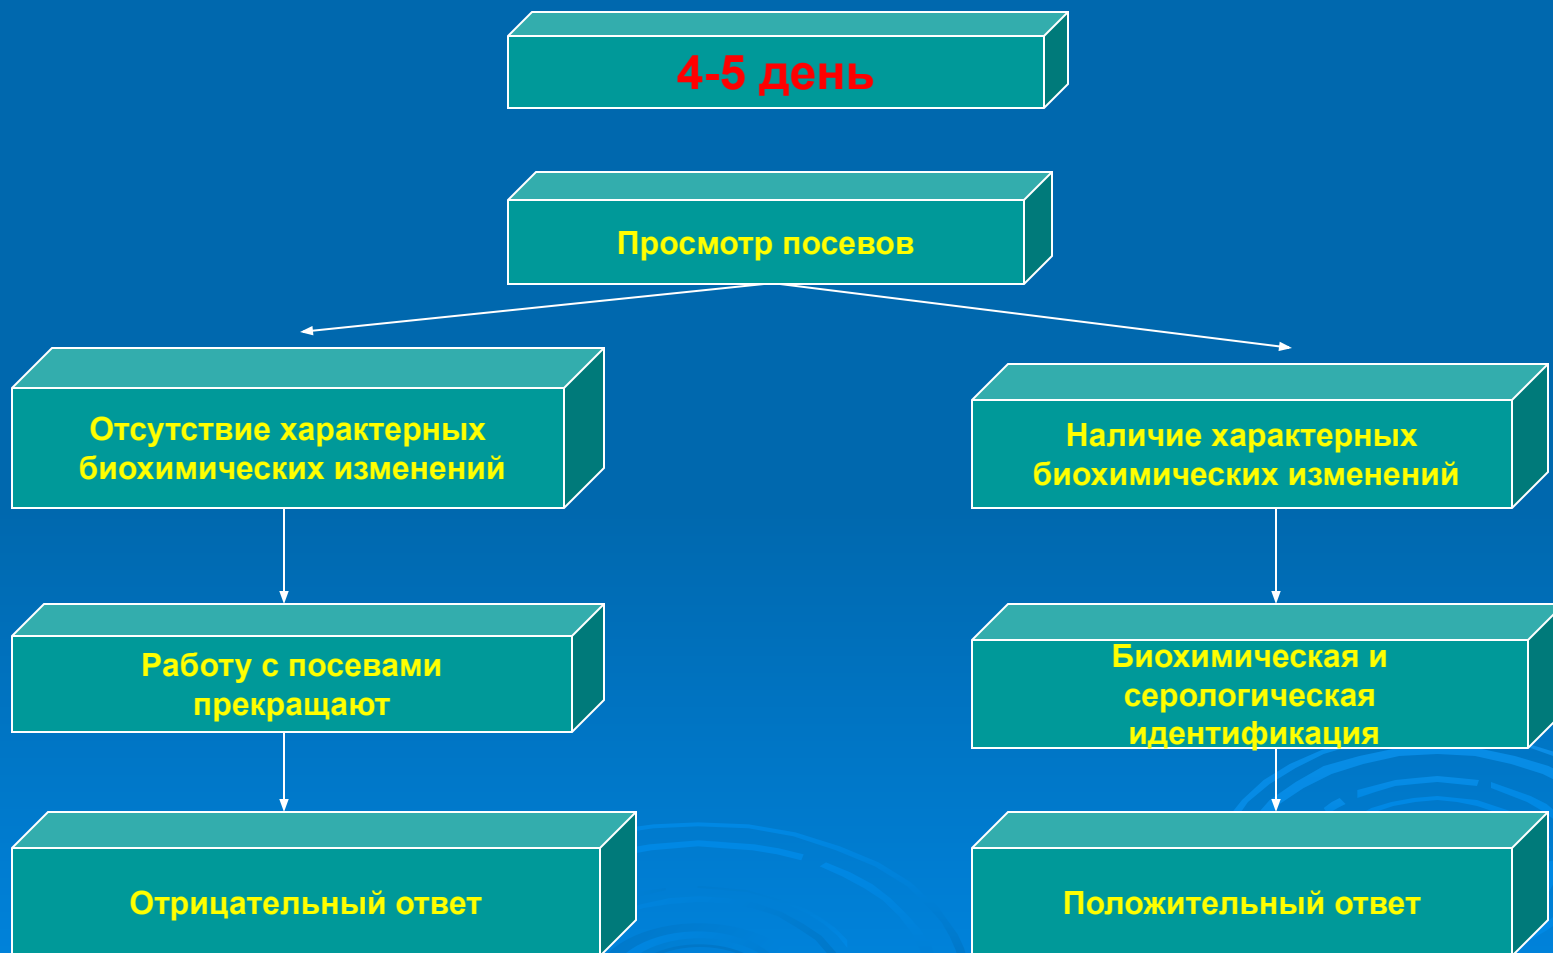 4-5 день
Просмотр посевов
Отсутствие характерных
биохимических изменений
Наличие характерных
биохимических изменений
Работу с посевами
прекращают
Биохимическая и
серологическая
идентификация
Отрицательный ответ
Положительный ответ